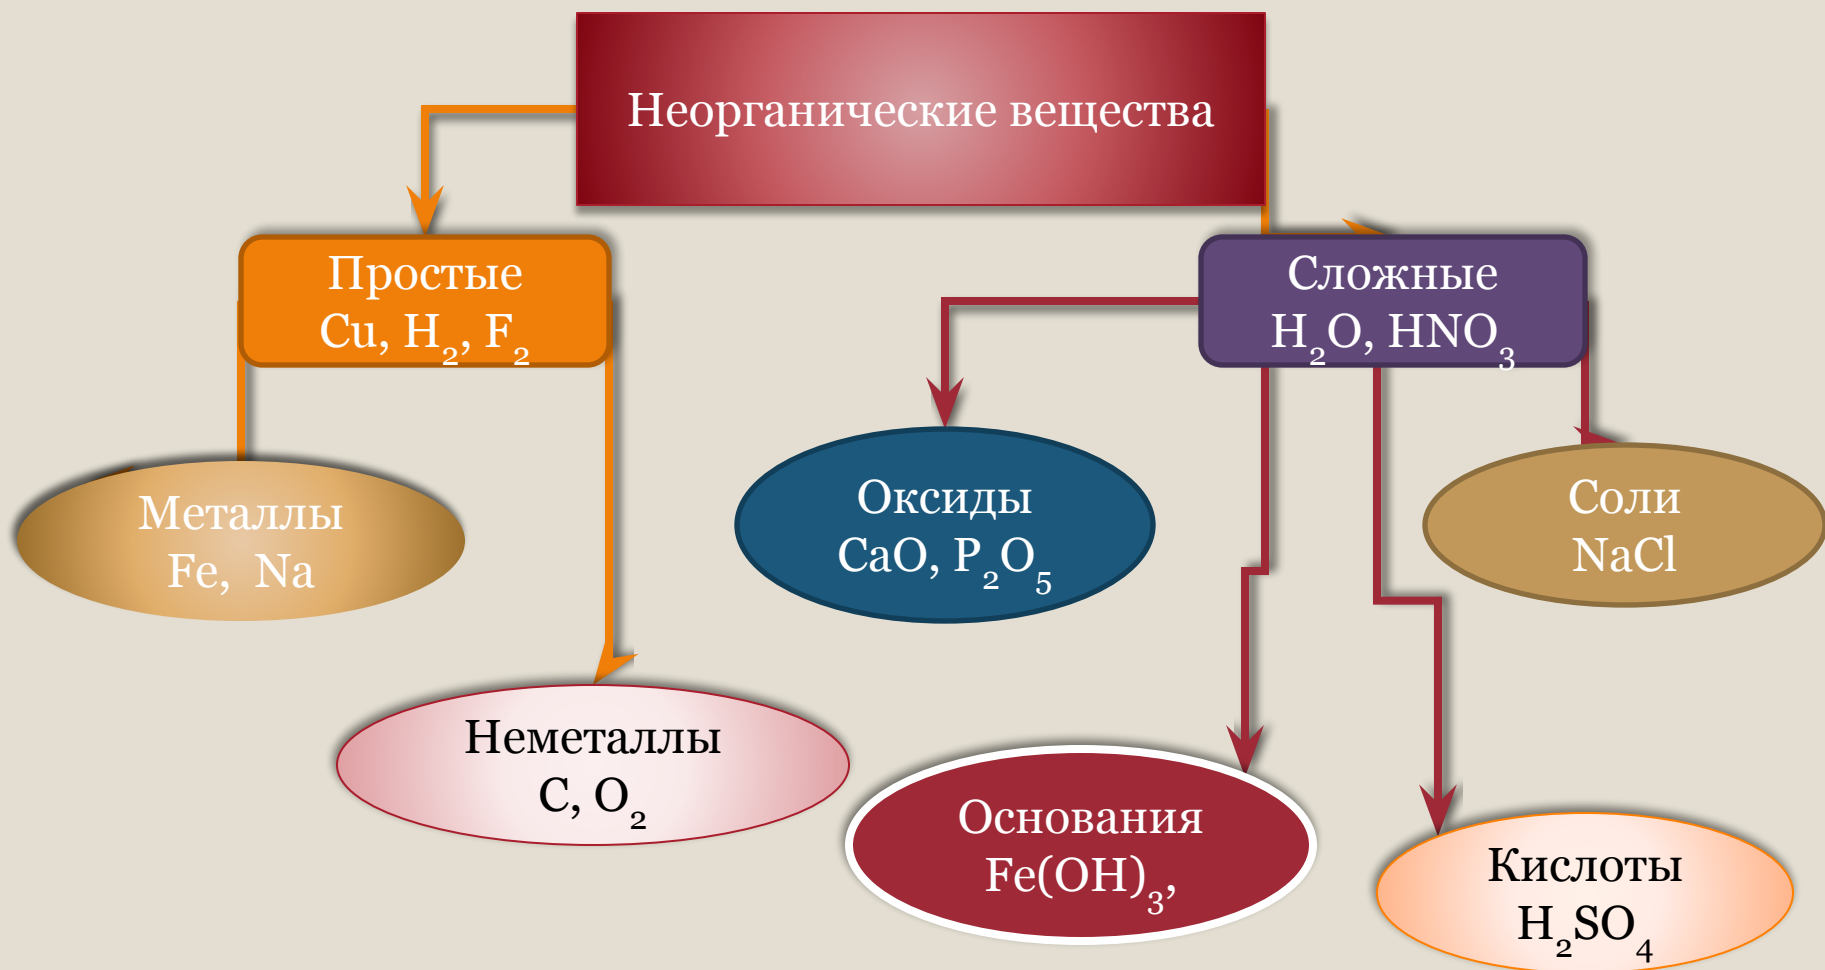 Неорганические вещества
Простые
Cu, H₂, F₂
Сложные
H₂O, HNO₃
Металлы
Fe, Na
Оксиды
CaO, P₂O₅
Соли
NaCl
Неметаллы
C, O₂
Основания
Fe(OH)₃,
Кислоты
H₂SO₄